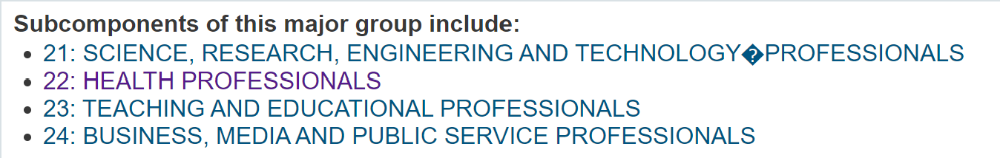 Subcomponents of this major group include:
21: SCIENCE, RESEARCH, ENGINEERING AND TECHNOLOGY�PROFESSIONALS
22: HEALTH PROFESSIONALS
23: TEACHING AND EDUCATIONAL PROFESSIONALS
24: BUSINESS, MEDIA AND PUBLIC SERVICE PROFESSIONALS